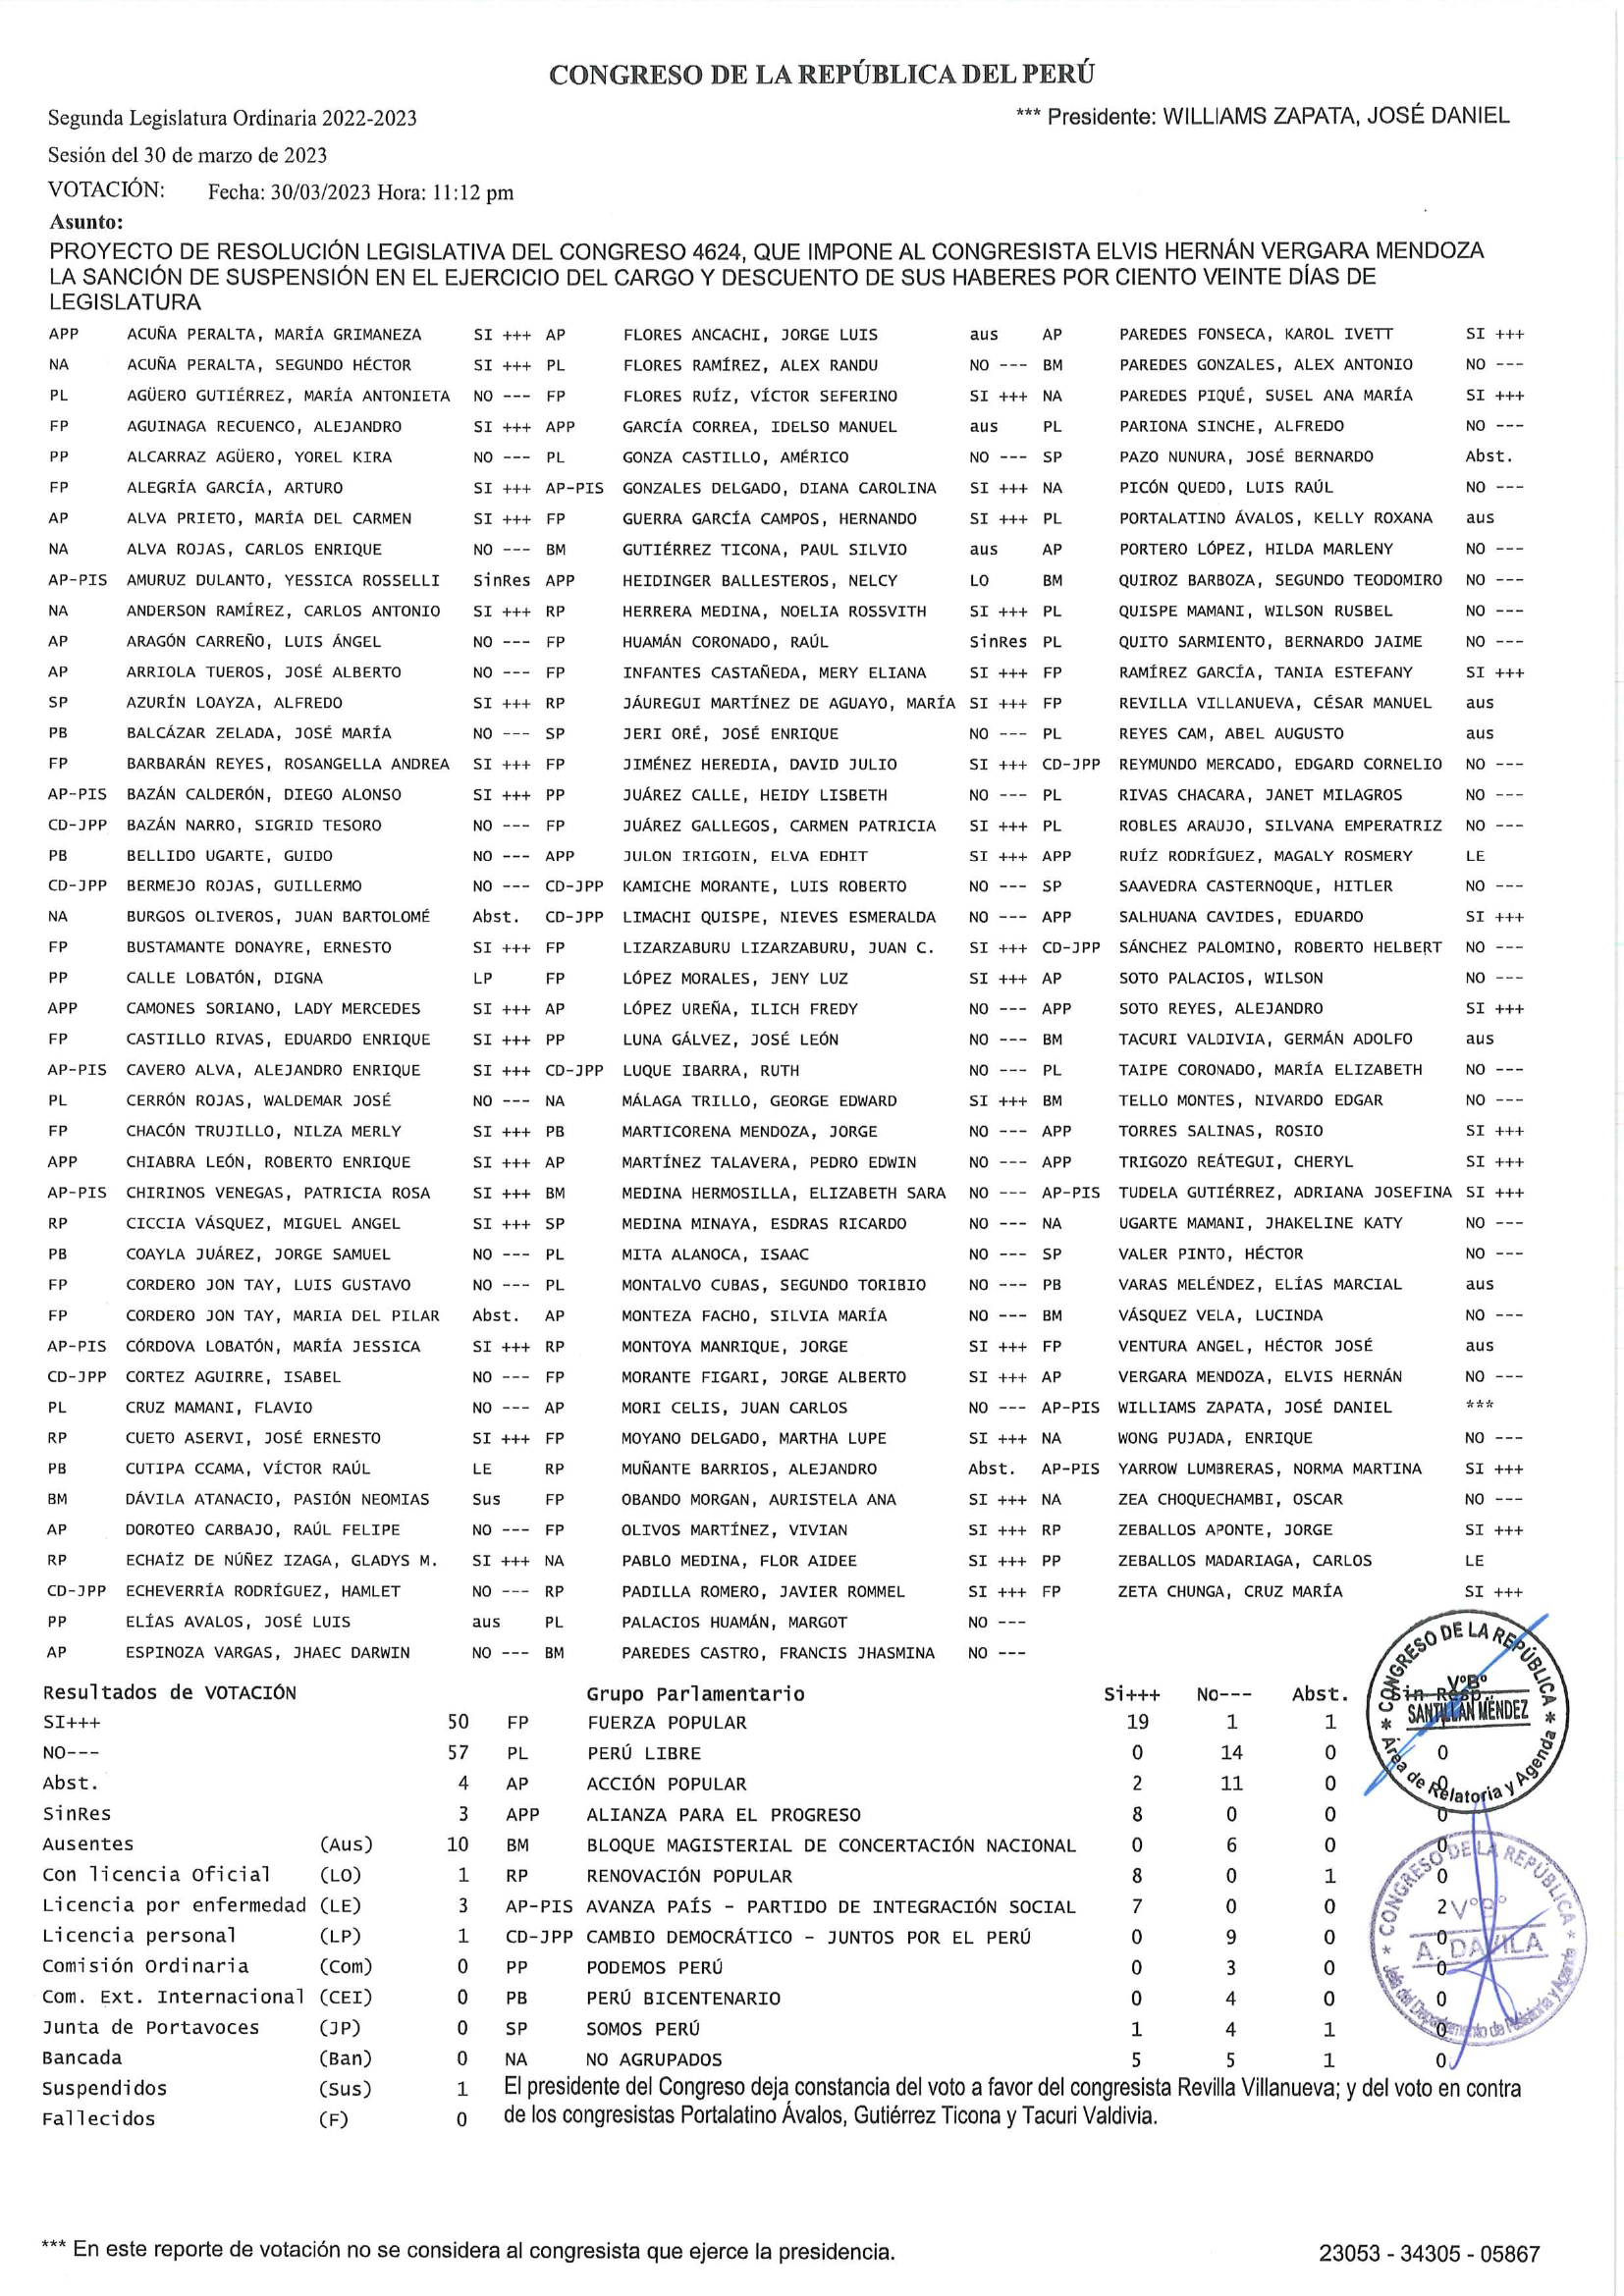 CONGRESO DE LA REPÚBLICA DEL PERÚ
Segunda Legislatura Ordinaria 2022-2023 *** Presidente: WILLIAMS ZAPATA, JOSÉ DANIEL
Sesión del 30 de marzo de 2023
VOTACIÓN: Fecha: 30/03/2023 Hora: 11:12 pm
Asunto:
PROYECTO DE RESOLUCIÓN LEGISLATIVA DEL CONGRESO 4624, QUE IMPONE AL CONGRESISTA ELVIS HERNÁN VERGARA MENDOZA
LA SANCIÓN DE SUSPENSIÓN EN EL EJERCICIO DEL CARGO Y DESCUENTO DE SUS HABERES POR CIENTO VEINTE DÍAS DE
LEGISLATURA
APP ACUÑA PERALTA, MARÍA GRIMANEZA SI +++ AP FLORES ANCACHI, JORGE LUIS aus AP PAREDES FONSECA, KAROL IVETT SI +++
NA ACUÑA PERALTA, SEGUNDO HÉCTOR SI +++ PL FLORES RAMÍREZ, ALEX RANDU NO --- BM PAREDES GONZALES, ALEX ANTONIO NO ---
PL AGÜERO GUTIÉRREZ, MARÍA ANTONIETA NO --- FP FLORES RUÍZ, VÍCTOR SEFERINO SI +++ NA PAREDES PIQUÉ, SUSEL ANA MARÍA SI +++
FP AGUINAGA RECUENCO, ALEJANDRO SI +++ APP GARCÍA CORREA, IDELSO MANUEL aus PL PARIONA SINCHE, ALFREDO NO ---
PP ALCARRAZ AGÜERO, YOREL KIRA NO --- PL GONZA CASTILLO, AMÉRICO NO --- SP PAZO NUNURA, JOSÉ BERNARDO Abst.
FP ALEGRÍA GARCÍA, ARTURO SI +++ AP-PIS GONZALES DELGADO, DIANA CAROLINA SI +++ NA PICÓN QUEDO, LUIS RAÚL NO ---
AP ALVA PRIETO, MARÍA DEL CARMEN SI +++ FP GUERRA GARCÍA CAMPOS, HERNANDO SI +++ PL PORTALATINO ÁVALOS, KELLY ROXANA aus
NA ALVA ROJAS, CARLOS ENRIQUE NO --- BM GUTIÉRREZ TICONA, PAUL SILVIO aus AP PORTERO LÓPEZ, HILDA MARLENY NO ---
AP-PIS AMURUZ DULANTO, YESSICA ROSSELLI SinRes APP HEIDINGER BALLESTEROS, NELCY LO BM QUIROZ BARBOZA, SEGUNDO TEODOMIRO NO ---
NA ANDERSON RAMÍREZ, CARLOS ANTONIO SI +++ RP HERRERA MEDINA, NOELIA ROSSVITH SI +++ PL QUISPE MAMANI, WILSON RUSBEL NO ---
AP ARAGÓN CARREÑO, LUIS ÁNGEL NO --- FP HUAMÁN CORONADO, RAÚL SinRes PL QUITO SARMIENTO, BERNARDO JAIME NO ---
AP ARRIOLA TUEROS, JOSÉ ALBERTO NO --- FP INFANTES CASTAÑEDA, MERY ELIANA SI +++ FP RAMÍREZ GARCÍA, TANIA ESTEFANY SI +++
SP AZURÍN LOAYZA, ALFREDO SI +++ RP JÁUREGUI MARTÍNEZ DE AGUAYO, MARÍA SI +++ FP REVILLA VILLANUEVA, CÉSAR MANUEL aus
PB BALCÁZAR ZELADA, JOSÉ MARÍA NO --- SP JERI ORÉ, JOSÉ ENRIQUE NO --- PL REYES CAM, ABEL AUGUSTO aus
FP BARBARÁN REYES, ROSANGELLA ANDREA SI +++ FP JIMÉNEZ HEREDIA, DAVID JULIO SI +++ CD-JPP REYMUNDO MERCADO, EDGARD CORNELIO NO ---
AP-PIS BAZÁN CALDERÓN, DIEGO ALONSO SI +++ PP JUÁREZ CALLE, HEIDY LISBETH NO --- PL RIVAS CHACARA, JANET MILAGROS NO ---
CD-JPP BAZÁN NARRO, SIGRID TESORO NO --- FP JUÁREZ GALLEGOS, CARMEN PATRICIA SI +++ PL ROBLES ARAUJO, SILVANA EMPERATRIZ NO ---
PB BELLIDO UGARTE, GUIDO NO --- APP JULON IRIGOIN, ELVA EDHIT SI +++ APP RUÍZ RODRÍGUEZ, MAGALY ROSMERY LE
CD-JPP BERMEJO ROJAS, GUILLERMO NO --- CD-JPP KAMICHE MORANTE, LUIS ROBERTO NO --- SP SAAVEDRA CASTERNOQUE, HITLER NO ---
NA BURGOS OLIVEROS, JUAN BARTOLOMÉ Abst. CD-JPP LIMACHI QUISPE, NIEVES ESMERALDA NO --- APP SALHUANA CAVIDES, EDUARDO SI +++
FP BUSTAMANTE DONAYRE, ERNESTO SI +++ FP LIZARZABURU LIZARZABURU, JUAN C. SI +++ CD-JPP SÁNCHEZ PALOMINO, ROBERTO HELBERT NO ---
PP CALLE LOBATÓN, DIGNA LP FP LÓPEZ MORALES, JENY LUZ SI +++ AP SOTO PALACIOS, WILSON NO ---
APP CAMONES SORIANO, LADY MERCEDES SI +++ AP LÓPEZ UREÑA, ILICH FREDY NO --- APP SOTO REYES, ALEJANDRO SI +++
FP CASTILLO RIVAS, EDUARDO ENRIQUE SI +++ PP LUNA GÁLVEZ, JOSÉ LEÓN NO --- BM TACURI VALDIVIA, GERMÁN ADOLFO aus
AP-PIS CAVERO ALVA, ALEJANDRO ENRIQUE SI +++ CD-JPP LUQUE IBARRA, RUTH NO --- PL TAIPE CORONADO, MARÍA ELIZABETH NO ---
PL CERRÓN ROJAS, WALDEMAR JOSÉ NO --- NA MÁLAGA TRILLO, GEORGE EDWARD SI +++ BM TELLO MONTES, NIVARDO EDGAR NO ---
FP CHACÓN TRUJILLO, NILZA MERLY SI +++ PB MARTICORENA MENDOZA, JORGE NO --- APP TORRES SALINAS, ROSIO SI +++
APP CHIABRA LEÓN, ROBERTO ENRIQUE SI +++ AP MARTÍNEZ TALAVERA, PEDRO EDWIN NO --- APP TRIGOZO REÁTEGUI, CHERYL SI +++
AP-PIS CHIRINOS VENEGAS, PATRICIA ROSA SI +++ BM MEDINA HERMOSILLA, ELIZABETH SARA NO --- AP-PIS TUDELA GUTIÉRREZ, ADRIANA JOSEFINA SI +++
RP CICCIA VÁSQUEZ, MIGUEL ANGEL SI +++ SP MEDINA MINAYA, ESDRAS RICARDO NO --- NA UGARTE MAMANI, JHAKELINE KATY NO ---
PB COAYLA JUÁREZ, JORGE SAMUEL NO --- PL MITA ALANOCA, ISAAC NO --- SP VALER PINTO, HÉCTOR NO ---
FP CORDERO JON TAY, LUIS GUSTAVO NO --- PL MONTALVO CUBAS, SEGUNDO TORIBIO NO --- PB VARAS MELÉNDEZ, ELÍAS MARCIAL aus
FP CORDERO JON TAY, MARIA DEL PILAR Abst. AP MONTEZA FACHO, SILVIA MARÍA NO --- BM VÁSQUEZ VELA, LUCINDA NO ---
AP-PIS CÓRDOVA LOBATÓN, MARÍA JESSICA SI +++ RP MONTOYA MANRIQUE, JORGE SI +++ FP VENTURA ANGEL, HÉCTOR JOSÉ aus
CD-JPP CORTEZ AGUIRRE, ISABEL NO --- FP MORANTE FIGARI, JORGE ALBERTO SI +++ AP VERGARA MENDOZA, ELVIS HERNÁN NO ---
PL CRUZ MAMANI, FLAVIO NO --- AP MORI CELIS, JUAN CARLOS NO --- AP-PIS WILLIAMS ZAPATA, JOSÉ DANIEL ***
RP CUETO ASERVI, JOSÉ ERNESTO SI +++ FP MOYANO DELGADO, MARTHA LUPE SI +++ NA WONG PUJADA, ENRIQUE NO ---
PB CUTIPA CCAMA, VÍCTOR RAÚL LE RP MUÑANTE BARRIOS, ALEJANDRO Abst. AP-PIS YARROW LUMBRERAS, NORMA MARTINA SI +++
BM DÁVILA ATANACIO, PASIÓN NEOMIAS Sus FP OBANDO MORGAN, AURISTELA ANA SI +++ NA ZEA CHOQUECHAMBI, OSCAR NO ---
AP DOROTEO CARBAJO, RAÚL FELIPE NO --- FP OLIVOS MARTÍNEZ, VIVIAN SI +++ RP ZEBALLOS APONTE, JORGE SI +++
RP ECHAÍZ DE NÚÑEZ IZAGA, GLADYS M. SI +++ NA PABLO MEDINA, FLOR AIDEE SI +++ PP ZEBALLOS MADARIAGA, CARLOS LE
CD-JPP ECHEVERRÍA RODRÍGUEZ, HAMLET NO --- RP PADILLA ROMERO, JAVIER ROMMEL SI +++ FP ZETA CHUNGA, CRUZ MARÍA SI +++
PP ELÍAS AVALOS, JOSÉ LUIS aus PL PALACIOS HUAMÁN, MARGOT NO ---
AP ESPINOZA VARGAS, JHAEC DARWIN NO --- BM PAREDES CASTRO, FRANCIS JHASMINA NO ---
CONGRESO DE LA REPÚBLICA
VºBº
SANTILLAN MÉNDEZ
Área de Relatoria y Agenda
Resultados de VOTACIÓN Grupo Parlamentario Si+++ No--- Abst. Sin Resp.
SI+++ 50 FP FUERZA POPULAR 19 1 1
NO--- 57 PL PERÚ LIBRE 0 14 0 0
Abst. 4 AP ACCIÓN POPULAR 2 11 0 0
SinRes 3 APP ALIANZA PARA EL PROGRESO 8 0 0 0
Ausentes (Aus) 10 BM BLOQUE MAGISTERIAL DE CONCERTACIÓN NACIONAL 0 6 0 0
Con licencia Oficial (LO) 1 RP RENOVACIÓN POPULAR 8 0 1 0
Licencia por enfermedad (LE) 3 AP-PIS AVANZA PAÍS - PARTIDO DE INTEGRACIÓN SOCIAL 7 0 0 2
Licencia personal (LP) 1 CD-JPP CAMBIO DEMOCRÁTICO - JUNTOS POR EL PERÚ 0 9 0 0
Comisión Ordinaria (Com) 0 PP PODEMOS PERÚ 0 3 0 0
Com. Ext. Internacional (CEI) 0 PB PERÚ BICENTENARIO 0 4 0 0
Junta de Portavoces (JP) 0 SP SOMOS PERÚ 1 4 1 0
Bancada (Ban) 0 NA NO AGRUPADOS 5 5 1 0
CONGRESO DE LA REPÚBLICA
VºBº
A. DAVILA
Jefa del Departamento de Relatoría y Agenda
Suspendidos (Sus) 1 El presidente del Congreso deja constancia del voto a favor del congresista Revilla Villanueva; y del voto en contra
Fallecidos (F) 0 de los congresistas Portalatino Ávalos, Gutiérrez Ticona y Tacuri Valdivia.
*** En este reporte de votación no se considera al congresista que ejerce la presidencia. 23053 - 34305 - 05867